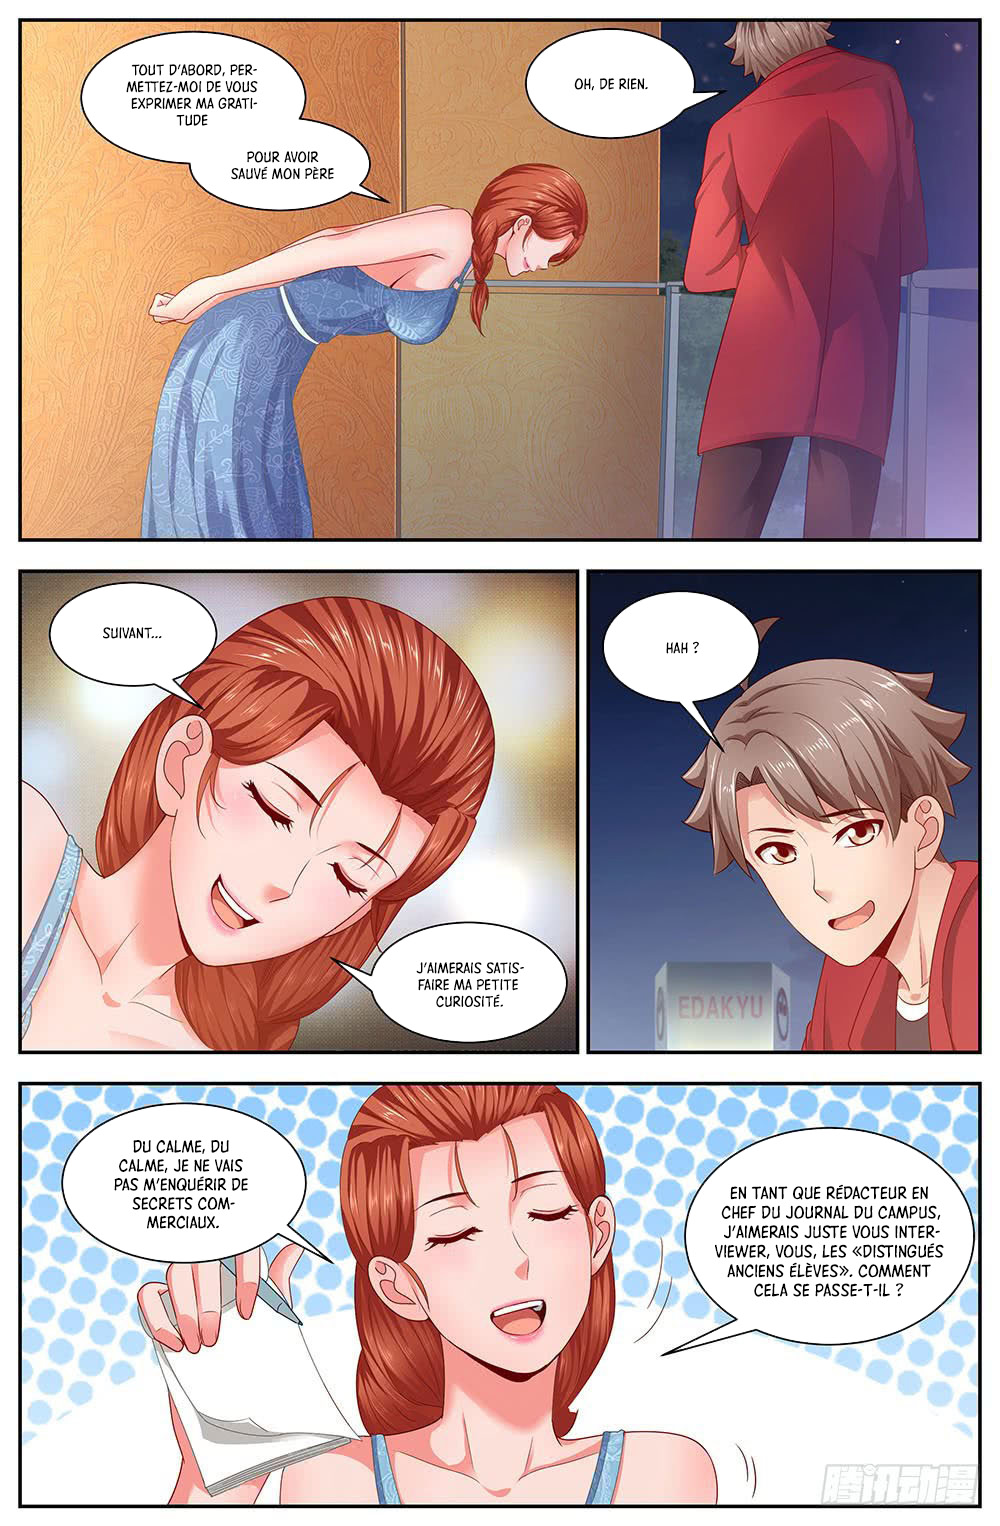 TOUT D'ABORD, PER-
METTEZ-MOI DE VOUS
EXPRIMER MA GRATI-
TUDE
POUR AVOIR
SAUVÉ MON PÈRE
OH, DE RIEN.
SUIVANT...
J'AIMERAIS SATIS-
FAIRE MA PETITE
CURIOSITÉ.
HAH ?
EDAKYU
DU CALME, DU
CALME, JE NE VAIS
PAS M'ENQUÉRIR DE
SECRETS COM-
MERCIAUX.
EN TANT QUE RÉDACTEUR EN
CHEF DU JOURNAL DU CAMPUS,
J'AIMERAIS JUSTE VOUS INTER-
VIEWER, VOUS, LES «DISTINGUÉS
ANCIENS ÉLÈVES». COMMENT
CELA SE PASSE-T-IL ?
腾讯动漫